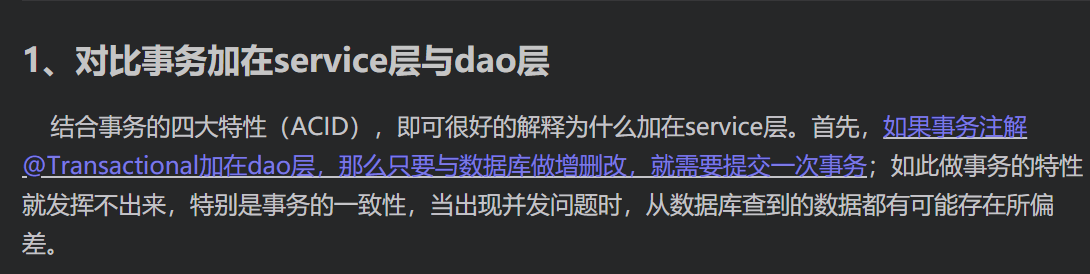 1、对比事务加在service层与dao层
结合事务的四大特性（ACID），即可很好的解释为什么加在service层。首先，如果事务注解
@Transactional加在dao层，那么只要与数据库做增删改，就需要提交一次事务；如此做事务的特性
就发挥不出来，特别是事务的一致性，当出现并发问题时，从数据库查到的数据都有可能存在所偏
差。